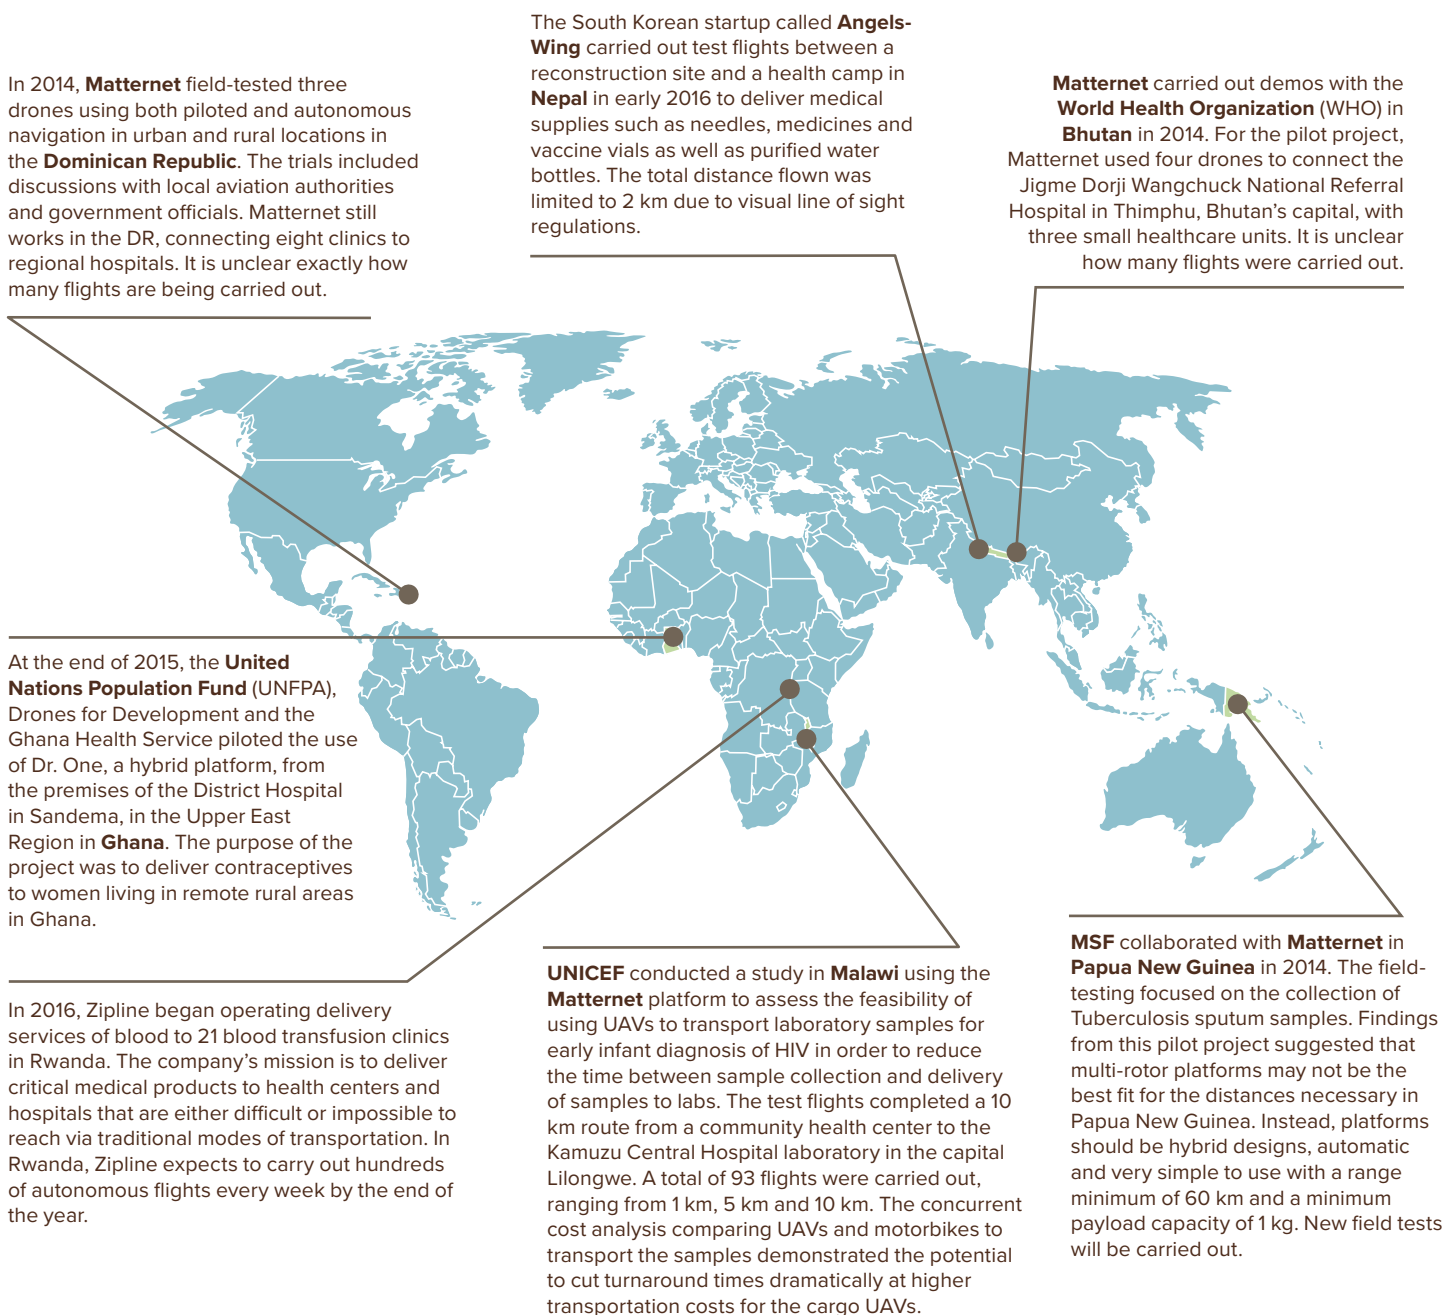 In 2014, Matternet field-tested three
drones using both piloted and autonomous
navigation in urban and rural locations in
the Dominican Republic. The trials included
discussions with local aviation authorities
and government officials. Matternet still
works in the DR, connecting eight clinics to
regional hospitals. It is unclear exactly how
many flights are being carried out.
The South Korean startup called Angels-
Wing carried out test flights between a
reconstruction site and a health camp in
Nepal in early 2016 to deliver medical
supplies such as needles, medicines and
vaccine vials as well as purified water
bottles. The total distance flown was
limited to 2 km due to visual line of sight
regulations.
Matternet carried out demos with the
World Health Organization (WHO) in
Bhutan in 2014. For the pilot project,
Matternet used four drones to connect the
Jigme Dorji Wangchuck National Referral
Hospital in Thimphu, Bhutan's capital, with
three small healthcare units. It is unclear
how many flights were carried out.
At the end of 2015, the United
Nations Population Fund (UNFPA),
Drones for Development and the
Ghana Health Service piloted the use
of Dr. One, a hybrid platform, from
the premises of the District Hospital
in Sandema, in the Upper East
Region in Ghana. The purpose of the
project was to deliver contraceptives
to women living in remote rural areas
in Ghana.
In 2016, Zipline began operating delivery
services of blood to 21 blood transfusion clinics
in Rwanda. The company's mission is to deliver
critical medical products to health centers and
hospitals that are either difficult or impossible to
reach via traditional modes of transportation. In
Rwanda, Zipline expects to carry out hundreds
of autonomous flights every week by the end of
the year.
UNICEF conducted a study in Malawi using the
Matternet platform to assess the feasibility of
using UAVs to transport laboratory samples for
early infant diagnosis of HIV in order to reduce
the time between sample collection and delivery
of samples to labs. The test flights completed a 10
km route from a community health center to the
Kamuzu Central Hospital laboratory in the capital
Lilongwe. A total of 93 flights were carried out,
ranging from 1 km, 5 km and 10 km. The concurrent
cost analysis comparing UAVs and motorbikes to
transport the samples demonstrated the potential
to cut turnaround times dramatically at higher
transportation costs for the cargo UAVs.
MSF collaborated with Matternet in
Papua New Guinea in 2014. The field-
testing focused on the collection of
Tuberculosis sputum samples. Findings
from this pilot project suggested that
multi-rotor platforms may not be the
best fit for the distances necessary in
Papua New Guinea. Instead, platforms
should be hybrid designs, automatic
and very simple to use with a range
minimum of 60 km and a minimum
payload capacity of 1 kg. New field tests
will be carried out.